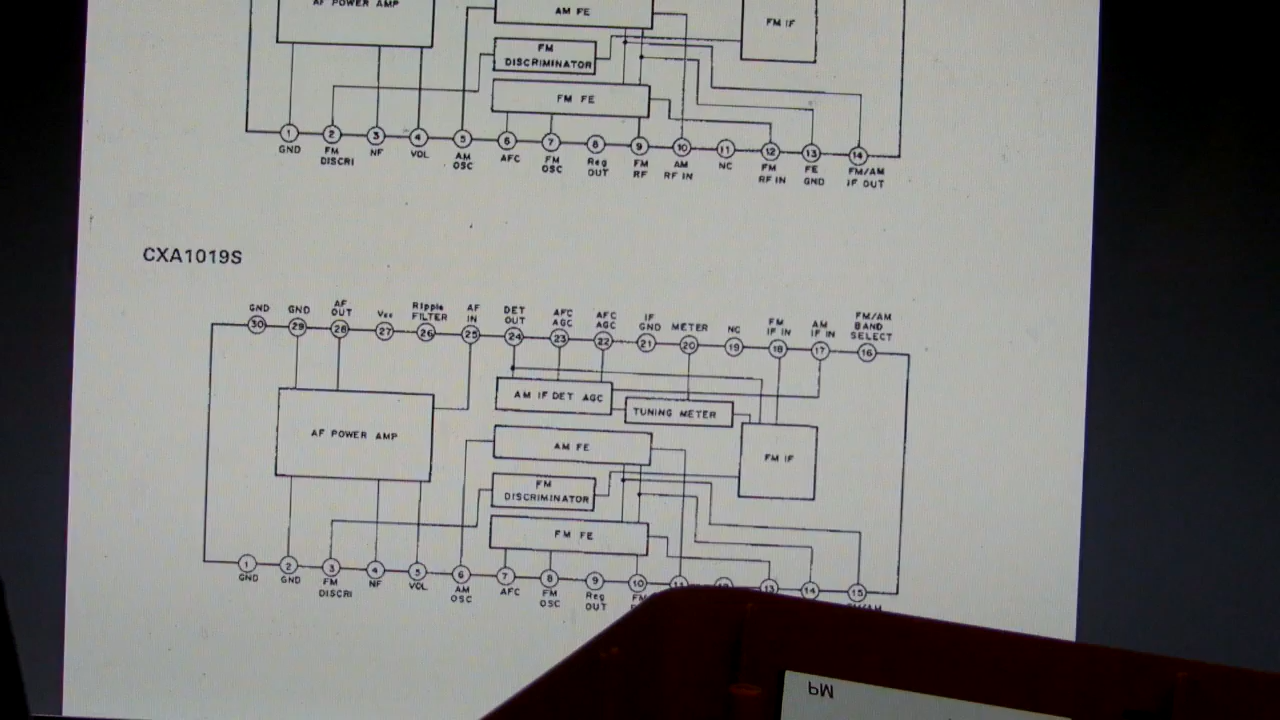 AF POWER AMP
AM FE
FM IF
FM
DISCRIMINATOR
FM FE
1 2 3 4 5 6 7 8 9 10 11 12 13 14
GND
FM
DISCRI
NF
VOL
AM
OSC
AFC
FM
OSC
Reg
OUT
FM
RF
AM
RF IN
NC
FM
RF IN
FE
GND
FM/AM
IF OUT
CXA1019S
GND
GND
AF
OUT
Vcc
Ripple
FILTER
AF
IN
DET
OUT
AFC
AGC
AFC
AGC
IF
GND
METER
NC
FM
IF IN
AM
IF IN
FM/AM
BAND
SELECT
30 29 28 27 26 25 24 23 22 21 20 19 18 17 16
AM IF DET AGC
TUNING METER
AF POWER AMP
AM FE
FM IF
FM
DISCRIMINATOR
FM FE
1 2 3 4 5 6 7 8 9 10 11 12 13 14 15
GND
GND
FM
DISCRI
NF
VOL
AM
OSC
AFC
FM
OSC
Reg
OUT
FM
PM